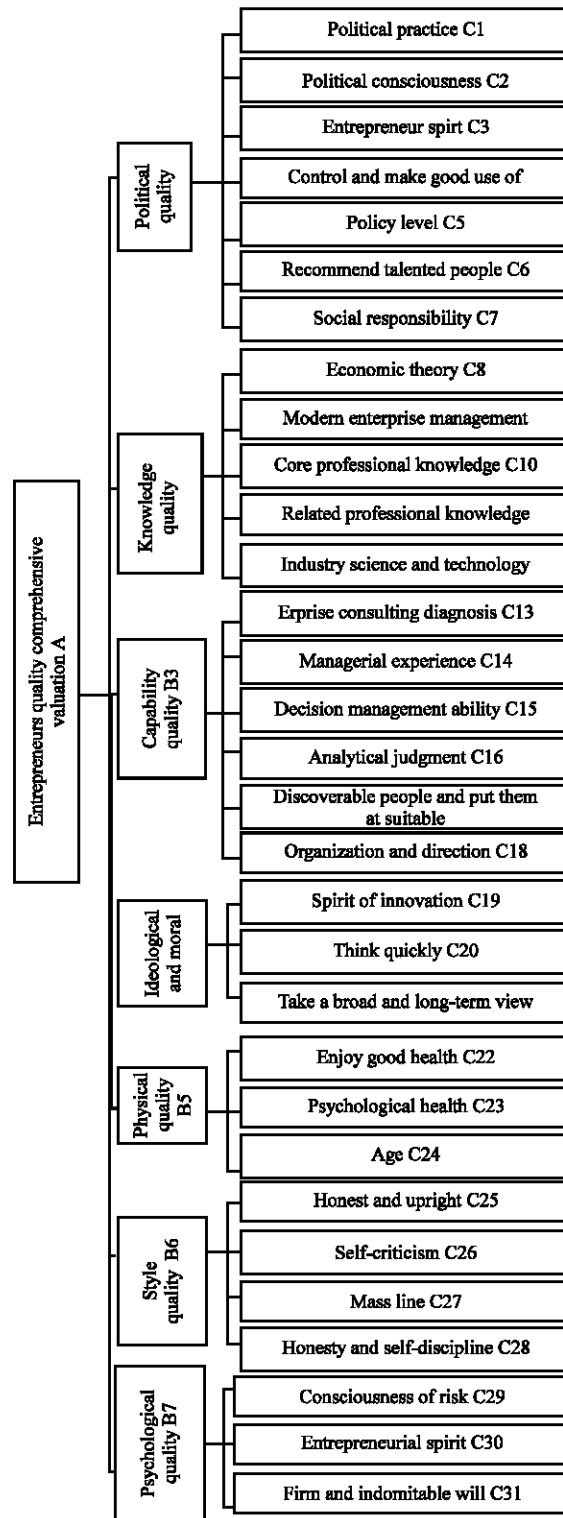 Entrepreneurs quality comprehensive
valuation A
Political
quality
Political practice C1
Political consciousness C2
Entrepreneur spirt C3
Control and make good use of
Policy level C5
Recommend talented people C6
Social responsibility C7
Knowledge
quality
Economic theory C8
Modern enterprise management
Core professional knowledge C10
Related professional knowledge
Industry science and technology
Capability
quality B3
Erprise consulting diagnosis C13
Managerial experience C14
Decision management ability C15
Analytical judgment C16
Discoverable people and put them
at suitable
Organization and direction C18
Ideological
and moral
Spirit of innovation C19
Think quickly C20
Take a broad and long-term view
Physical
quality
B5
Enjoy good health C22
Psychological health C23
Age C24
Style
quality B6
Honest and upright C25
Self-criticism C26
Mass line C27
Honesty and self-discipline C28
Psychological
quality B7
Consciousness of risk C29
Entrepreneurial spirit C30
Firm and indomitable will C31